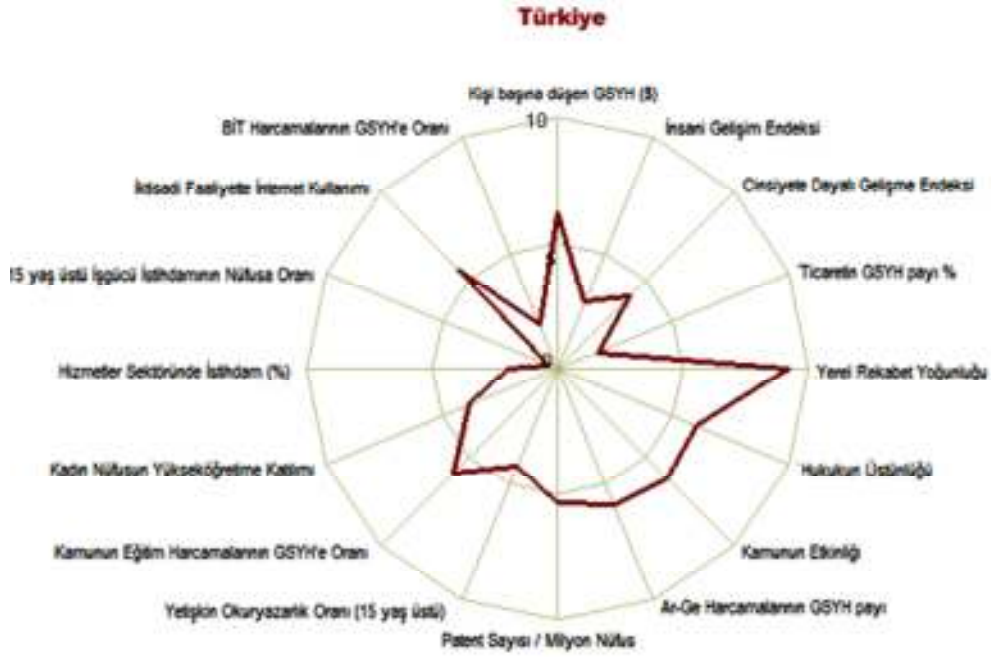 Türkiye
Kişi başına düşen GSYH ($)
10
BİT Harcamalarının GSYH'e Oranı
İnsani Gelişim Endeksi
İktisadi Faaliyette İnternet Kullanımı
Cinsiyete Dayalı Gelişme Endeksi
15 yaş üstü İşgücü İstihdamının Nüfusa Oranı
Ticaretin GSYH payı %
Hizmetler Sektöründe İstihdam (%)
Yerel Rekabet Yoğunluğu
Kadın Nüfusun Yükseköğretime Katılımı
Hukukun Üstünlüğü
Kamunun Eğitim Harcamalarının GSYH'e Oranı
Kamunun Etkinliği
Yetişkin Okuryazarlık Oranı (15 yaş üstü)
Ar-Ge Harcamalarının GSYH payı
Patent Sayısı / Milyon Nüfus